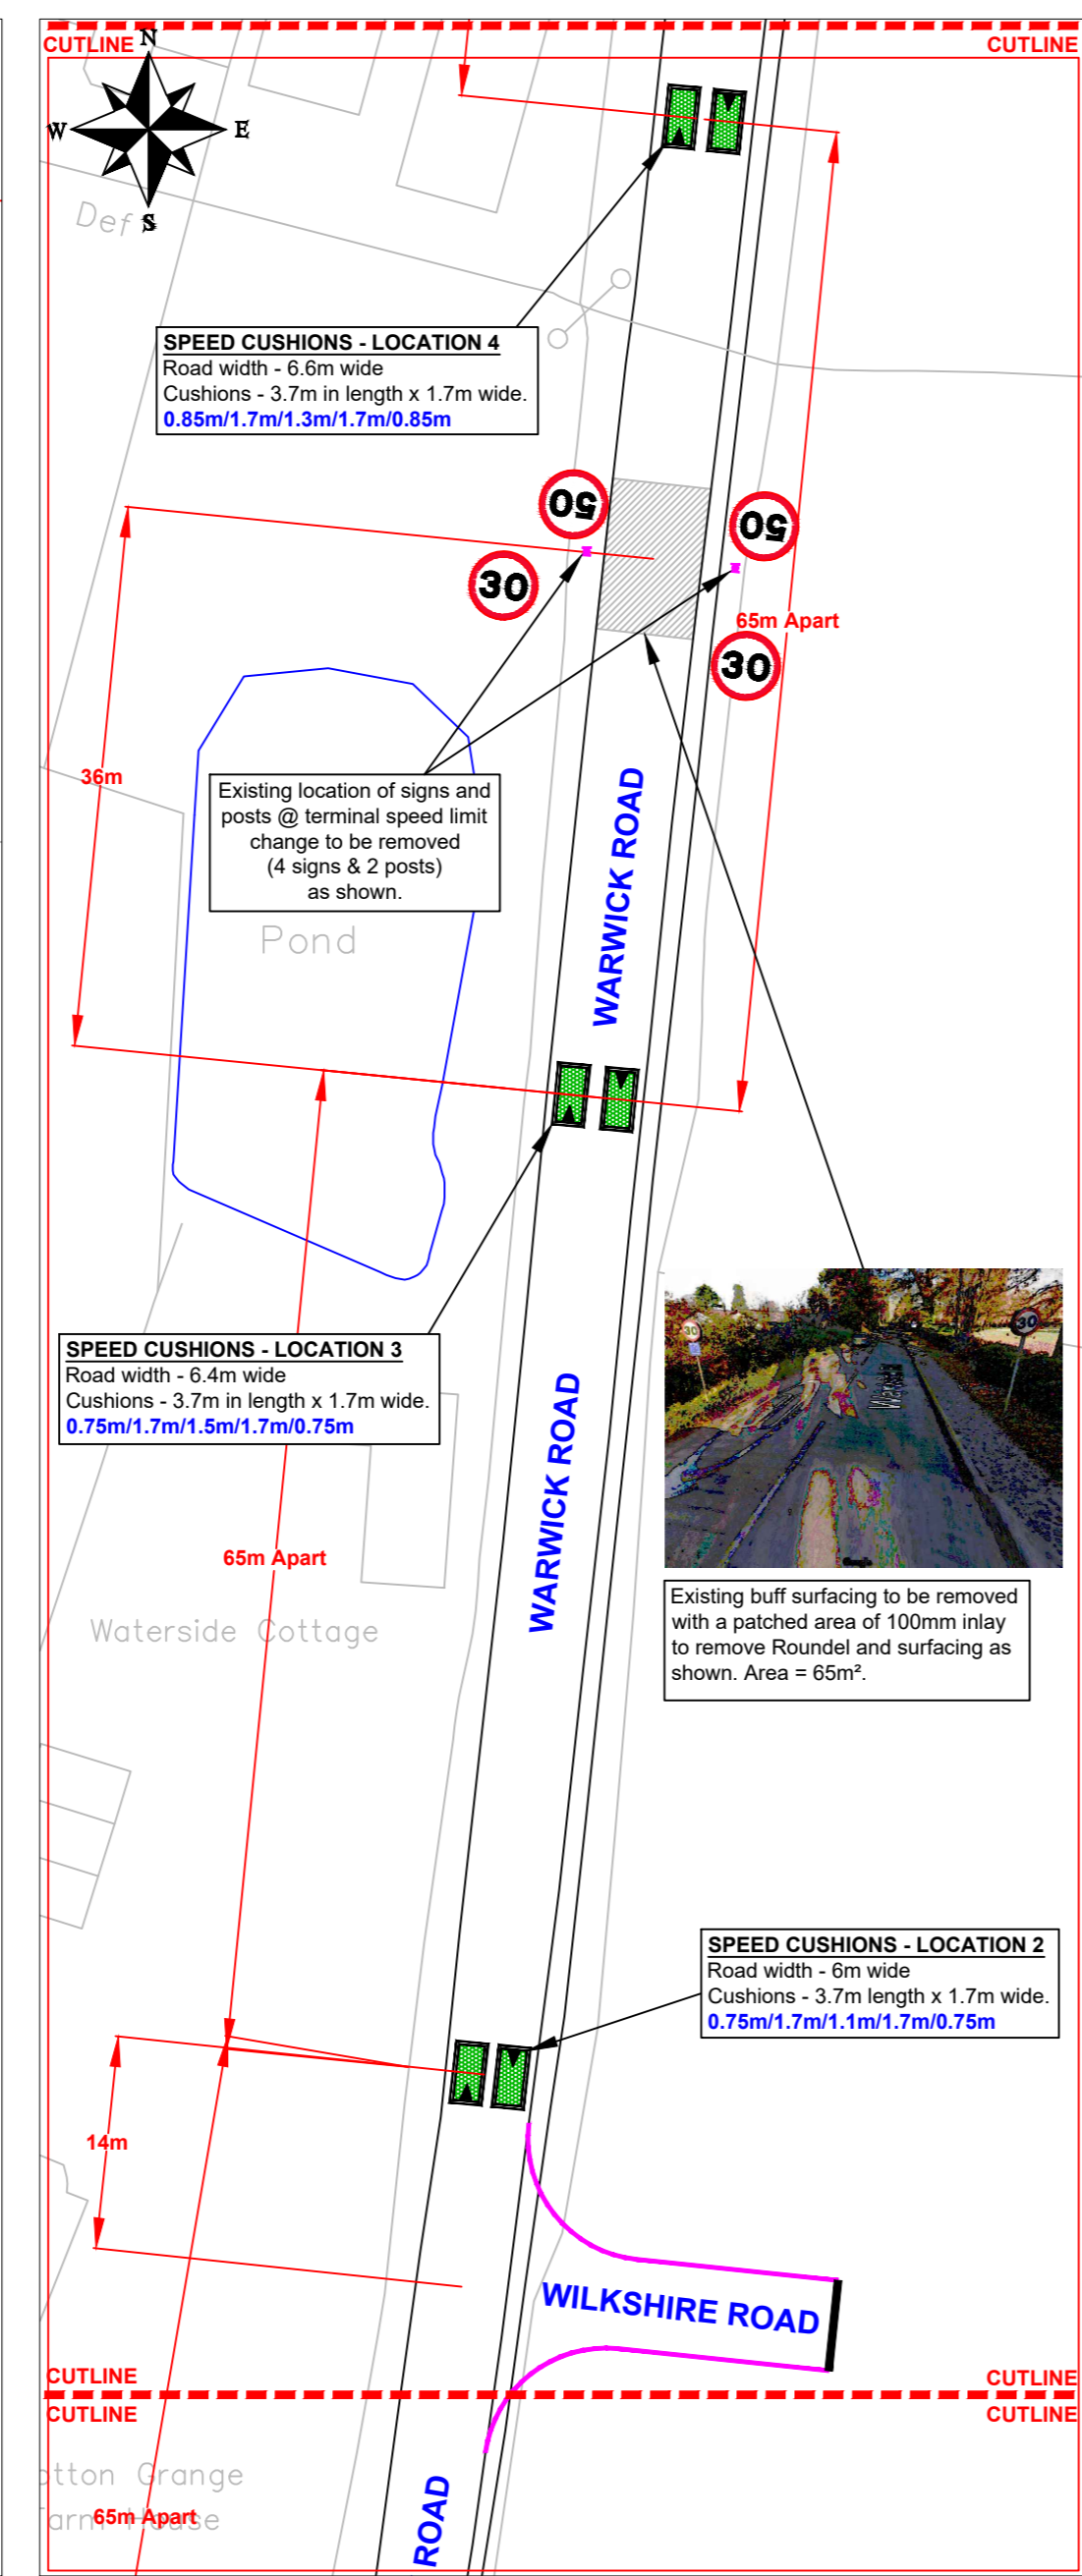 CUTLINE
CUTLINE
N
W
E
S
Def
SPEED CUSHIONS - LOCATION 4
Road width - 6.6m wide
Cushions - 3.7m in length x 1.7m wide.
0.85m/1.7m/1.3m/1.7m/0.85m
50
50
30
65m Apart
30
36m
Existing location of signs and
posts @ terminal speed limit
change to be removed
(4 signs & 2 posts)
as shown.
WARWICK ROAD
Pond
30
30
SPEED CUSHIONS - LOCATION 3
Road width - 6.4m wide
Cushions - 3.7m in length x 1.7m wide.
0.75m/1.7m/1.5m/1.7m/0.75m
WARWICK ROAD
65m Apart
Google
Existing buff surfacing to be removed
with a patched area of 100mm inlay
to remove Roundel and surfacing as
shown. Area = 65m².
Waterside Cottage
SPEED CUSHIONS - LOCATION 2
Road width - 6m wide
Cushions - 3.7m length x 1.7m wide.
0.75m/1.7m/1.1m/1.7m/0.75m
14m
WILKSHIRE ROAD
CUTLINE
CUTLINE
CUTLINE
CUTLINE
otton Grange
arm House
65m Apart
ROAD